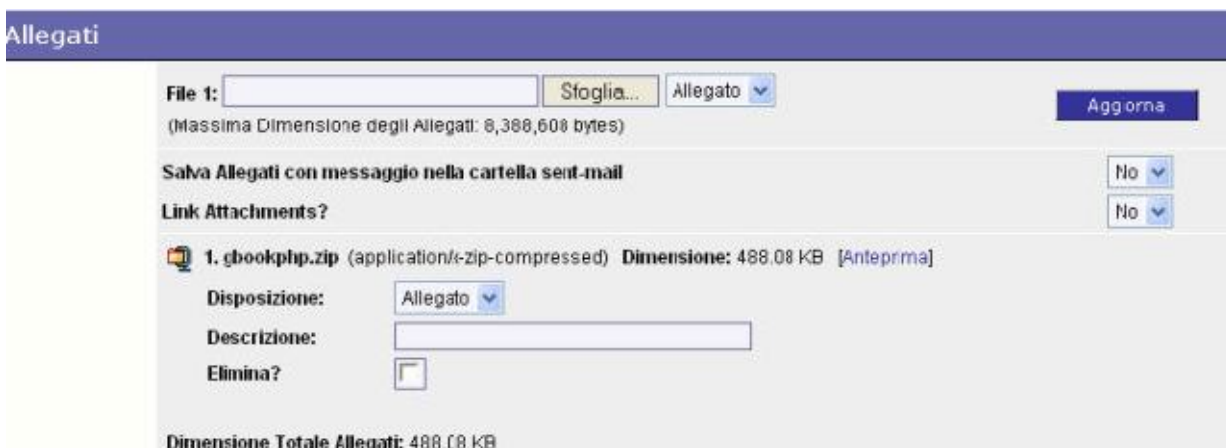 Allegati
File 1: Sfoglia... Allegato
Aggiorna
(Massima Dimensione degli Allegati: 8,388,608 bytes)
Salva Allegati con messaggio nella cartella sent-mail No
Link Attachments? No
1. gbookphp.zip (application/x-zip-compressed) Dimensione: 488.08 KB [Anteprima]
Disposizione: Allegato
Descrizione:
Elimina?
Dimensione Totale Allegati: 488.08 KB